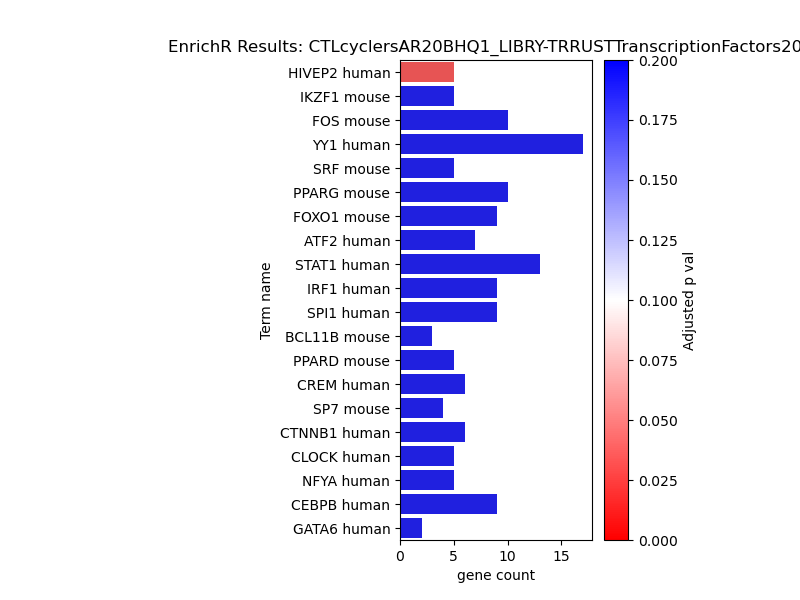 EnrichR Results: CTLcyclersAR20BHQ1_LIBRY-TRRUSTTranscriptionFactors20
HIVEP2 human
IKZF1 mouse
FOS mouse
YY1 human
SRF mouse
PPARG mouse
FOXO1 mouse
ATF2 human
STAT1 human
IRF1 human
SPI1 human
BCL11B mouse
PPARD mouse
CREM human
SP7 mouse
CTNNB1 human
CLOCK human
NFYA human
CEBPB human
GATA6 human
Term name
0 5 10 15
gene count
0.200
0.175
0.150
0.125
0.100
0.075
0.050
0.025
0.000
Adjusted p val